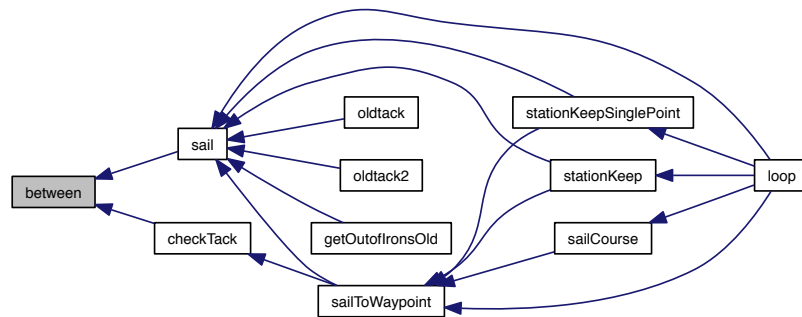 between
sail
checkTack
oldtack
oldtack2
getOutofIronsOld
sailToWaypoint
stationKeepSinglePoint
stationKeep
sailCourse
loop